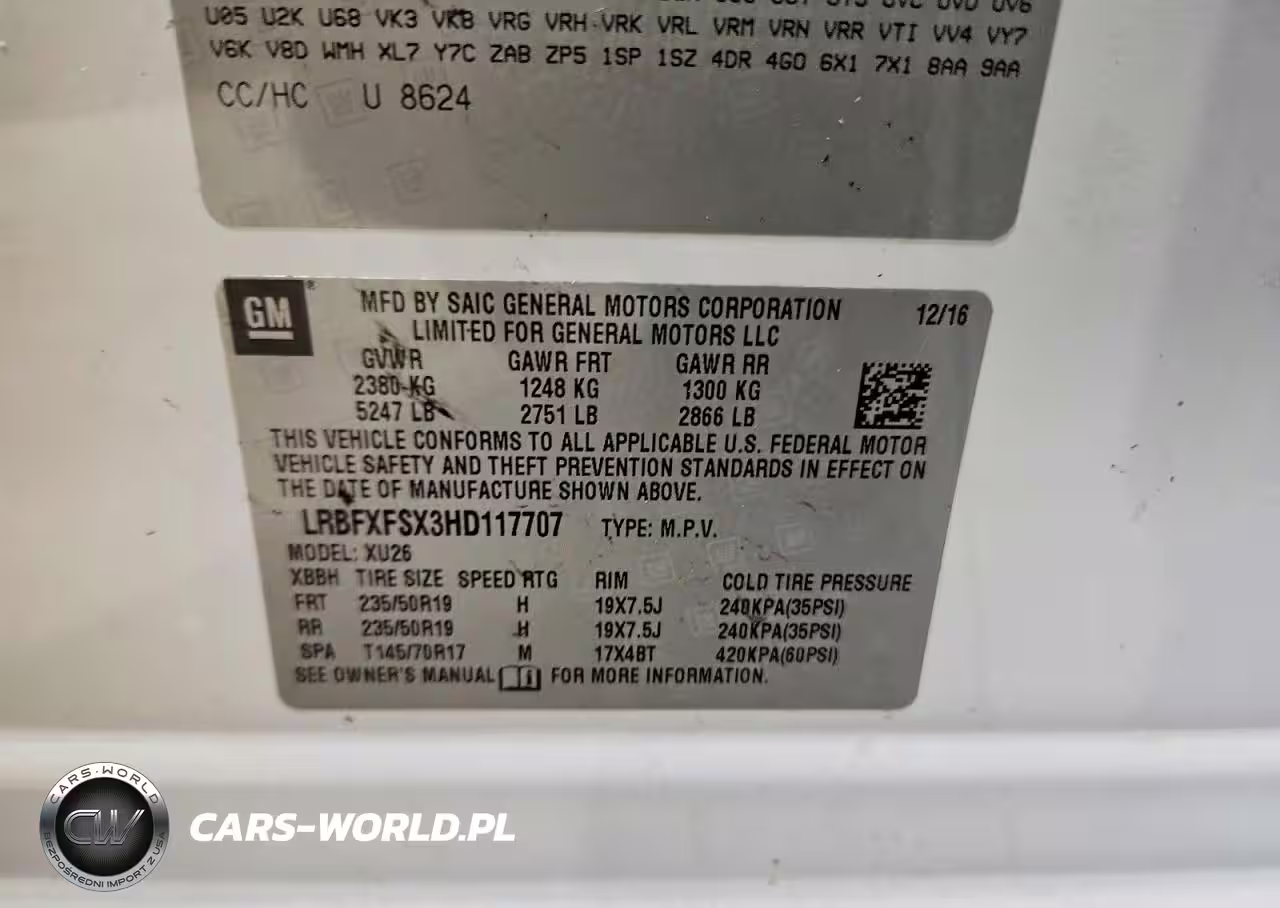 U05 U2K U68 VK3 VKB VRG VRH VRK VRL VRM VRN VRR VTI VV4 VY7
V6K V8D WMH XL7 Y7C ZAB ZP5 1SP 1SZ 4DR 4G0 6X1 7X1 8AA 9AA
CC/HC U 8624
GM ® MFD BY SAIC GENERAL MOTORS CORPORATION 12/16
LIMITED FOR GENERAL MOTORS LLC
GVWR GAWR FRT GAWR RR
2380 KG 1248 KG 1300 KG
5247 LB 2751 LB 2866 LB
THIS VEHICLE CONFORMS TO ALL APPLICABLE U.S. FEDERAL MOTOR
VEHICLE SAFETY AND THEFT PREVENTION STANDARDS IN EFFECT ON
THE DATE OF MANUFACTURE SHOWN ABOVE.
LRBFXFSX3HD117707 TYPE: M.P.V.
MODEL: XU26
XBBH TIRE SIZE SPEED RTG RIM COLD TIRE PRESSURE
FRT 235/50R19 H 19X7.5J 240KPA(35PSI)
RR 235/50R19 H 19X7.5J 240KPA(35PSI)
SPA T145/70R17 M 17X4BT 420KPA(60PSI)
SEE OWNER'S MANUAL FOR MORE INFORMATION.
CARS-WORLD
CW
BEZPOŚREDNI IMPORT Z USA
CARS-WORLD.PL